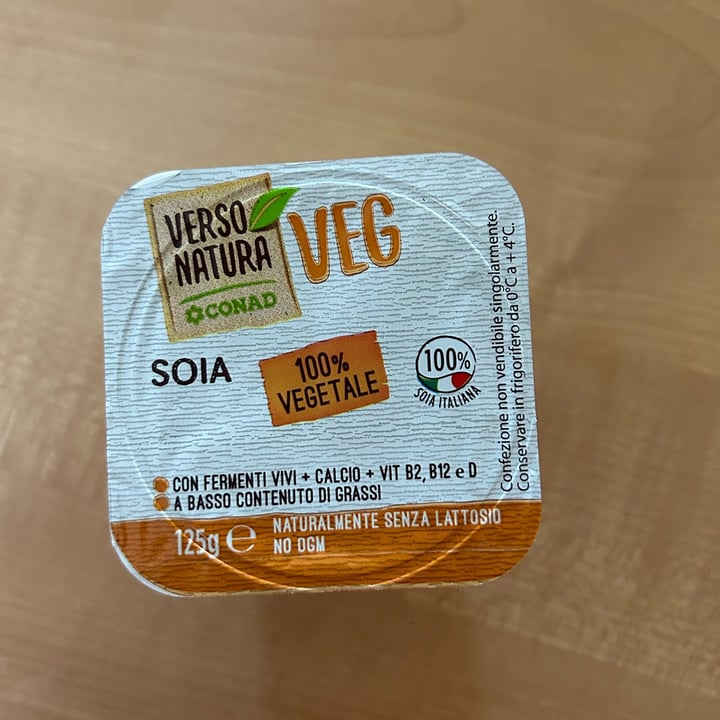 VERSO
NATURA
CONAD
VEG
SOIA
100%
VEGETALE
100%
SOIA ITALIANA
CON FERMENTI VIVI + CALCIO + VIT B2, B12 e D
A BASSO CONTENUTO DI GRASSI
125g e
NATURALMENTE SENZA LATTOSIO
NO OGM
Confezione non vendibile singolarmente.
Conservare in frigorifero da 0°C a + 4°C.